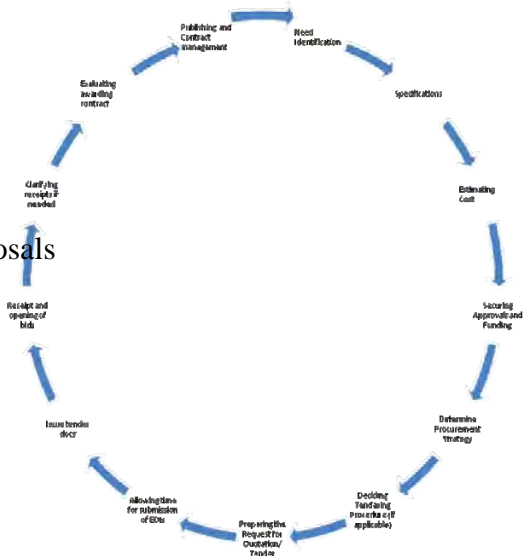 Publishing and
Contract
management
Need
Identification
Specifications
Estimating
Cost
Securing
Approvals and
Funding
Determine
Procurement
Strategy
Deciding
Tendering
Procedure (if
applicable)
Preparing the
Request for
Quotation/
Tender
Allowing time
for submission
of EOIs
Issue tender
docs
Receipt and
opening of
bids
osals
Clarifying
receipts if
needed
Evaluating
awarding
contract